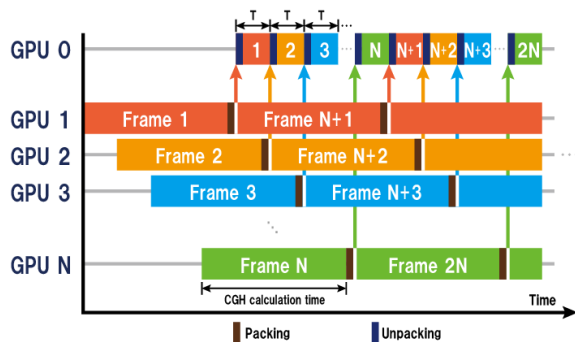 T T T ...
GPU 0 1 2 3 ... N N+1 N+2 N+3 ... 2N
GPU 1 Frame 1 Frame N+1
GPU 2 Frame 2 Frame N+2 ...
GPU 3 Frame 3 Frame N+3
GPU N Frame N Frame 2N
CGH calculation time
Time
Packing Unpacking